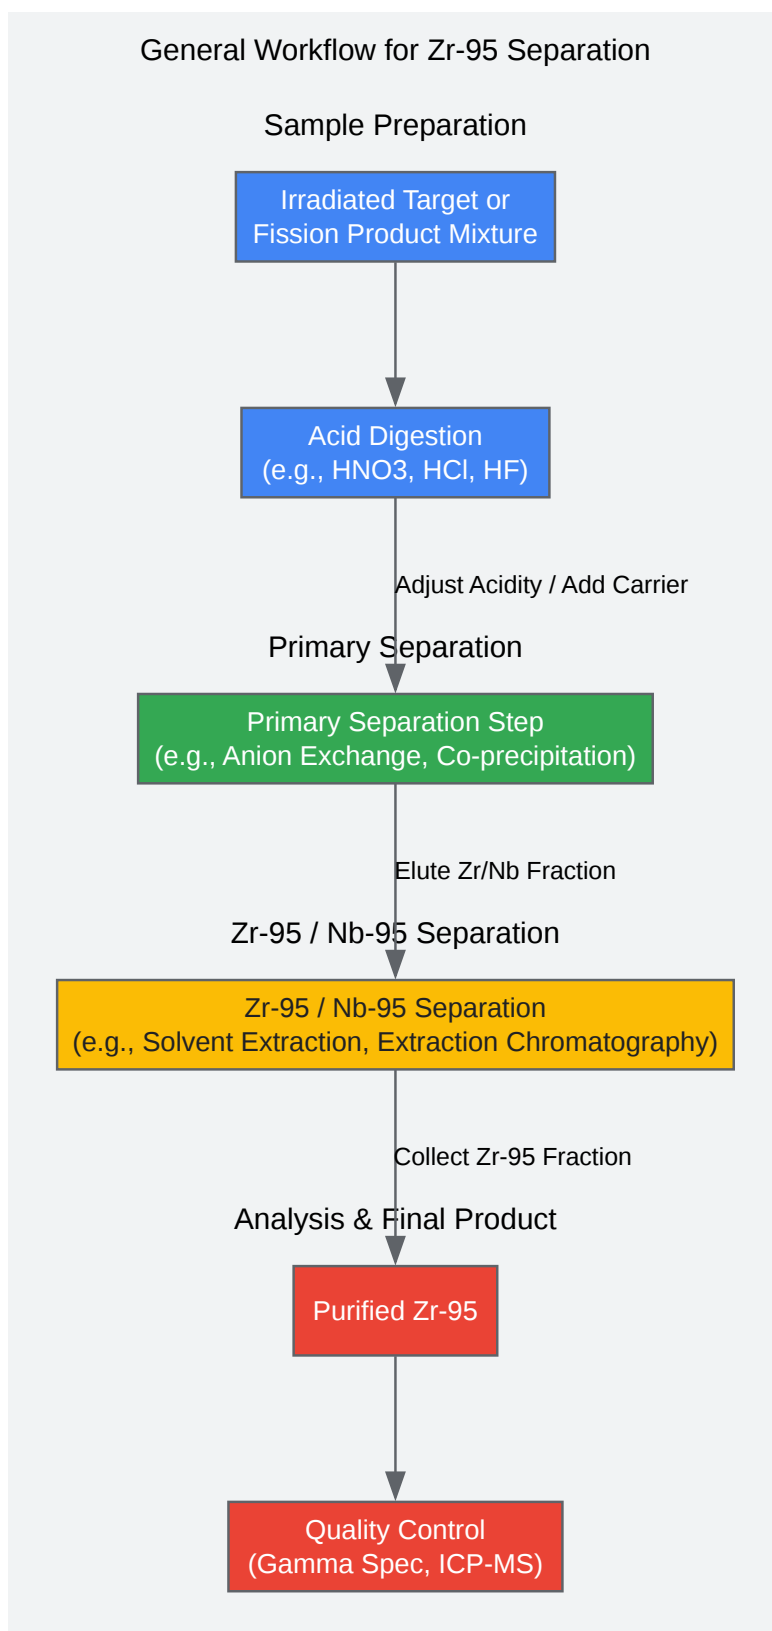 General Workflow for Zr-95 Separation
Sample Preparation
Irradiated Target or
Fission Product Mixture
Acid Digestion
(e.g., HNO3, HCl, HF)
Adjust Acidity / Add Carrier
Primary Separation
Primary Separation Step
(e.g., Anion Exchange, Co-precipitation)
Elute Zr/Nb Fraction
Zr-95 / Nb-95 Separation
Zr-95 / Nb-95 Separation
(e.g., Solvent Extraction, Extraction Chromatography)
Collect Zr-95 Fraction
Analysis & Final Product
Purified Zr-95
Quality Control
(Gamma Spec, ICP-MS)